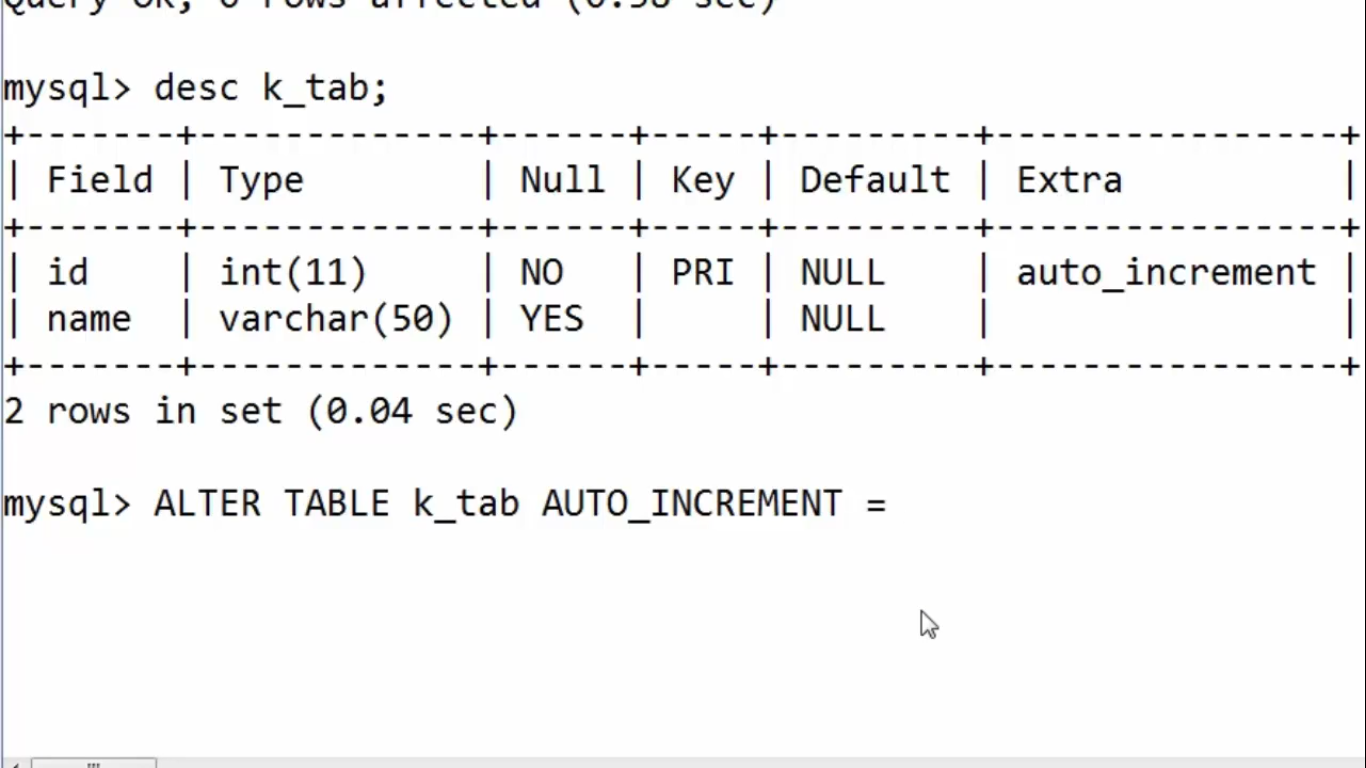 Query OK, 0 rows affected (0.58 sec)
mysql> desc k_tab;
+-------+-------------+------+-----+---------+----------------+
| Field | Type        | Null | Key | Default | Extra          |
+-------+-------------+------+-----+---------+----------------+
| id    | int(11)     | NO   | PRI | NULL    | auto_increment |
| name  | varchar(50) | YES  |     | NULL    |                |
+-------+-------------+------+-----+---------+----------------+
2 rows in set (0.04 sec)
mysql> ALTER TABLE k_tab AUTO_INCREMENT =